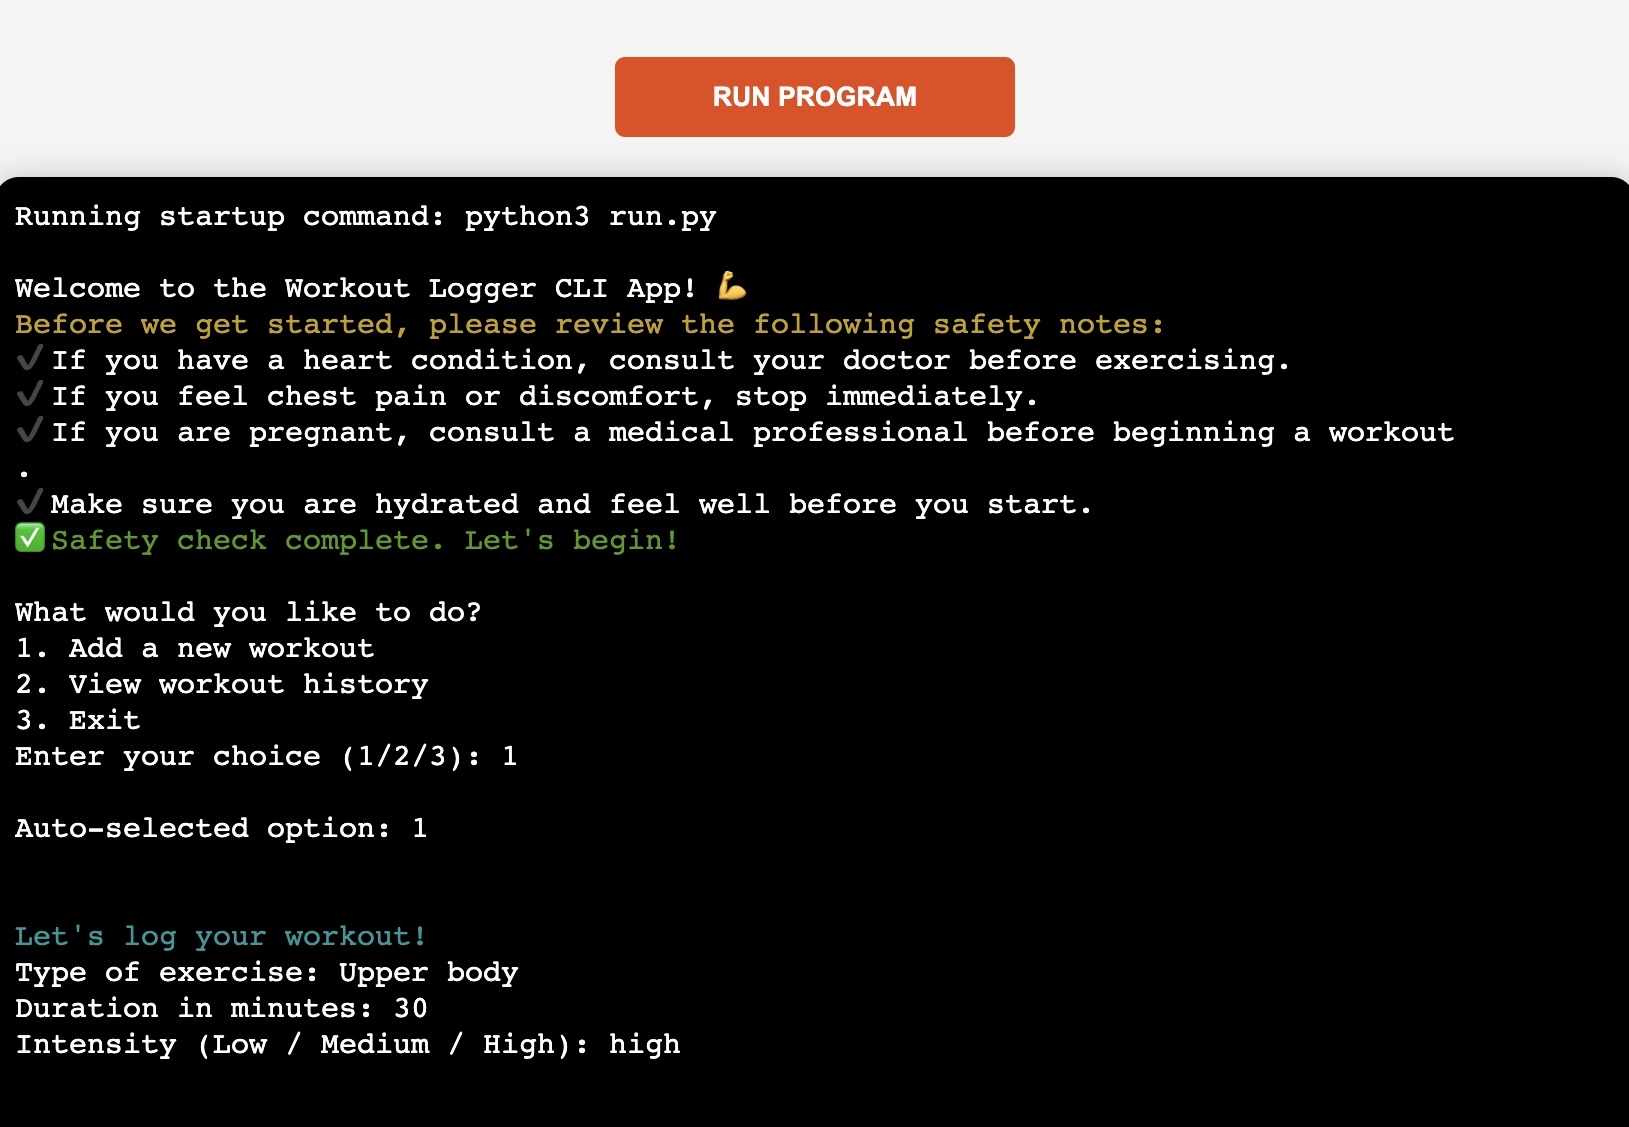 RUN PROGRAM
Running startup command: python3 run.py
Welcome to the Workout Logger CLI App! 💪
Before we get started, please review the following safety notes:
✔️If you have a heart condition, consult your doctor before exercising.
✔️If you feel chest pain or discomfort, stop immediately.
✔️If you are pregnant, consult a medical professional before beginning a workout
.
✔️Make sure you are hydrated and feel well before you start.
✅Safety check complete. Let's begin!
What would you like to do?
1. Add a new workout
2. View workout history
3. Exit
Enter your choice (1/2/3): 1
Auto-selected option: 1
Let's log your workout!
Type of exercise: Upper body
Duration in minutes: 30
Intensity (Low / Medium / High): high